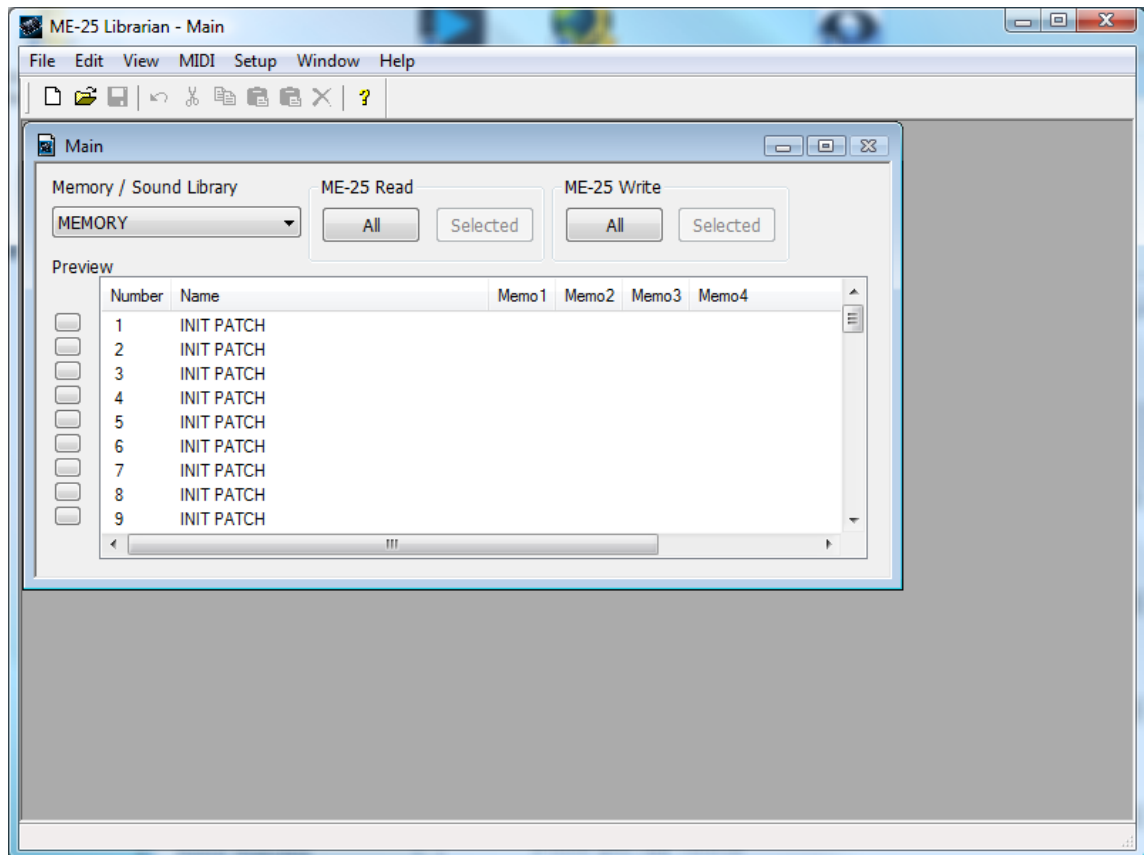 ME-25 Librarian - Main
File Edit View MIDI Setup Window Help
?
Main
Memory / Sound Library ME-25 Read ME-25 Write
MEMORY All Selected All Selected
Preview
Number Name Memo1 Memo2 Memo3 Memo4
1 INIT PATCH
2 INIT PATCH
3 INIT PATCH
4 INIT PATCH
5 INIT PATCH
6 INIT PATCH
7 INIT PATCH
8 INIT PATCH
9 INIT PATCH